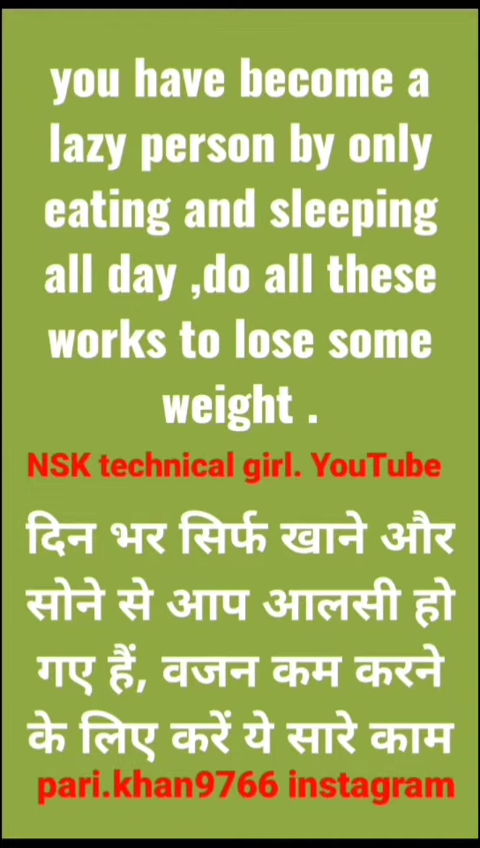 you have become a
lazy person by only
eating and sleeping
all day ,do all these
works to lose some
weight .
NSK technical girl. YouTube
दिन भर सिर्फ खाने और
सोने से आप आलसी हो
गए हैं, वजन कम करने
के लिए करें ये सारे काम
pari.khan9766 instagram